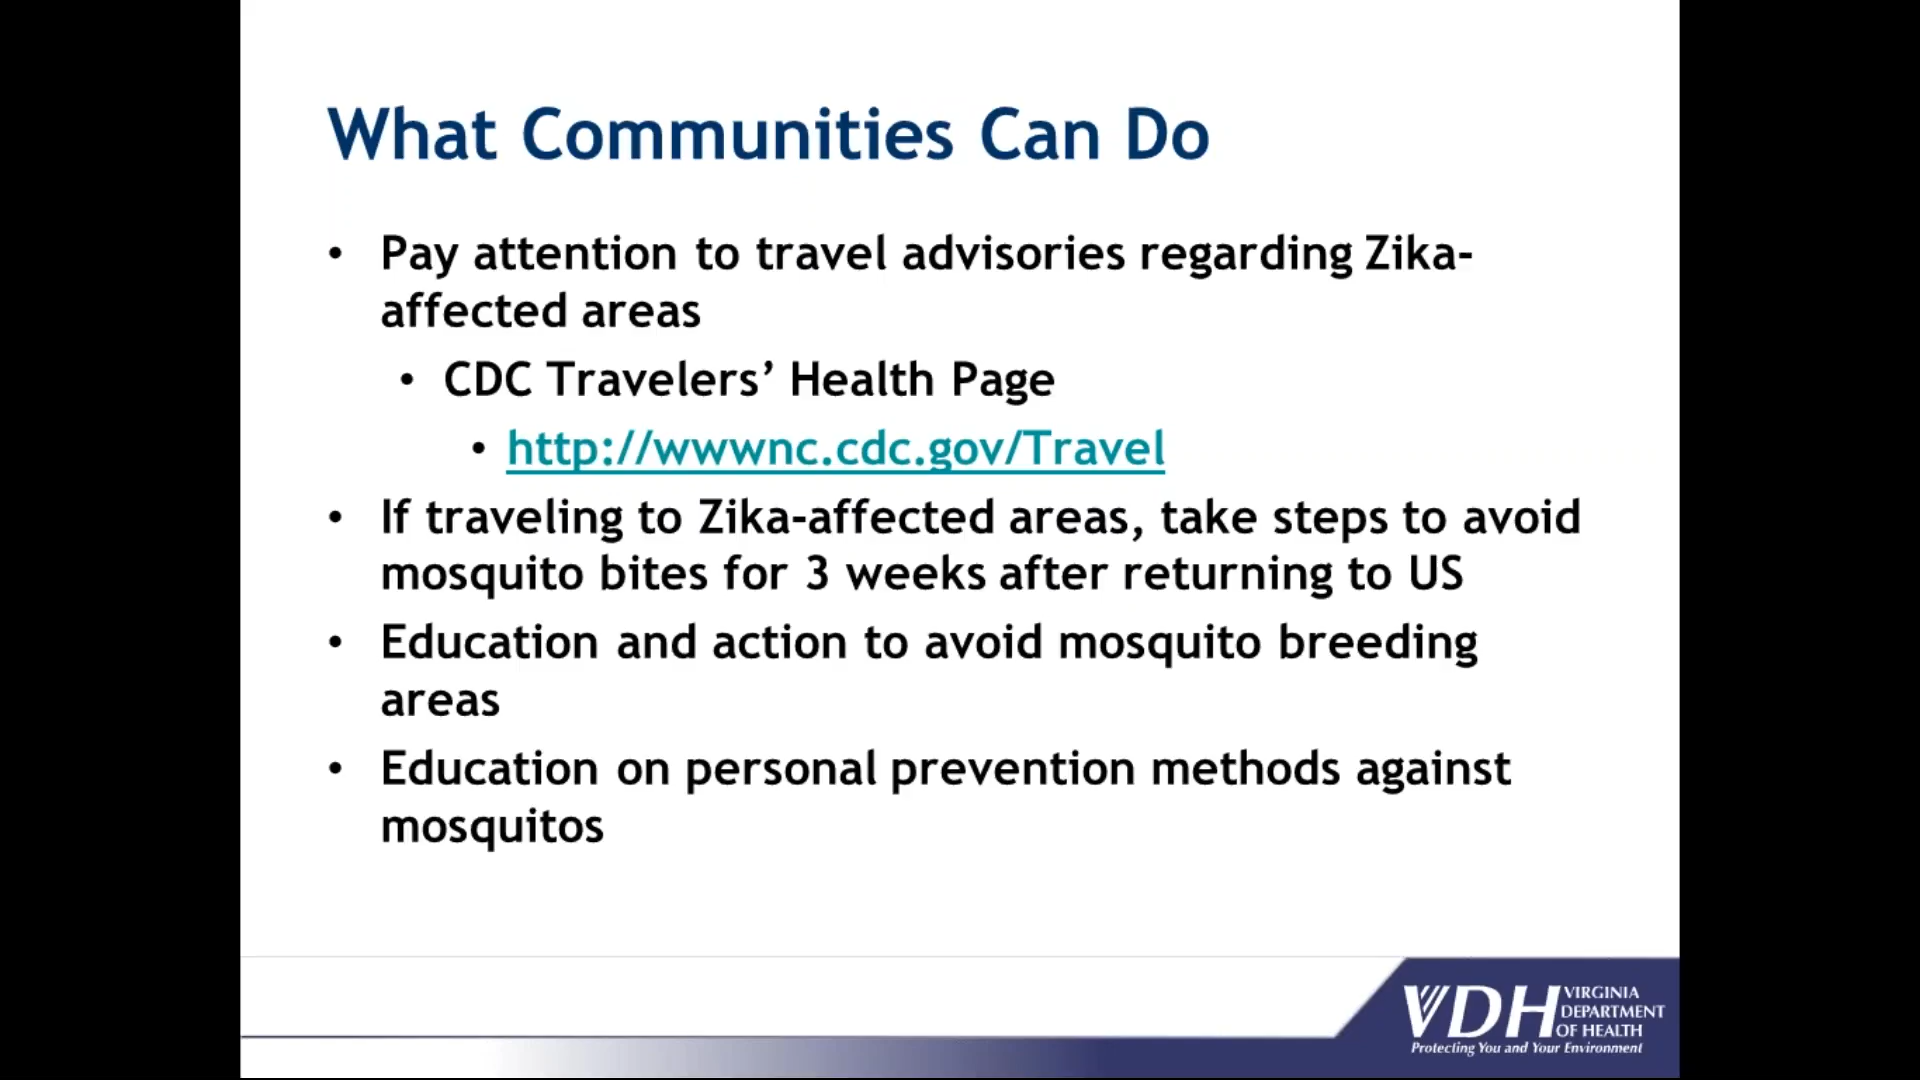 What Communities Can Do
• Pay attention to travel advisories regarding Zika-
affected areas
• CDC Travelers’ Health Page
• http://wwwnc.cdc.gov/Travel
• If traveling to Zika-affected areas, take steps to avoid
mosquito bites for 3 weeks after returning to US
• Education and action to avoid mosquito breeding
areas
• Education on personal prevention methods against
mosquitos
VDH VIRGINIA
DEPARTMENT
OF HEALTH
Protecting You and Your Environment